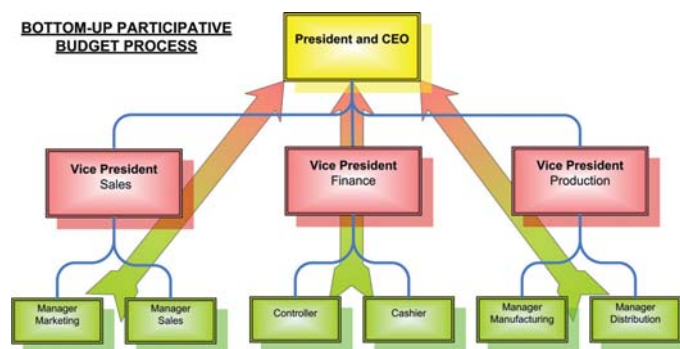 BOTTOM-UP PARTICIPATIVE
BUDGET PROCESS
President and CEO
Vice President
Sales
Vice President
Finance
Vice President
Production
Manager
Marketing
Manager
Sales
Controller
Cashier
Manager
Manufacturing
Manager
Distribution